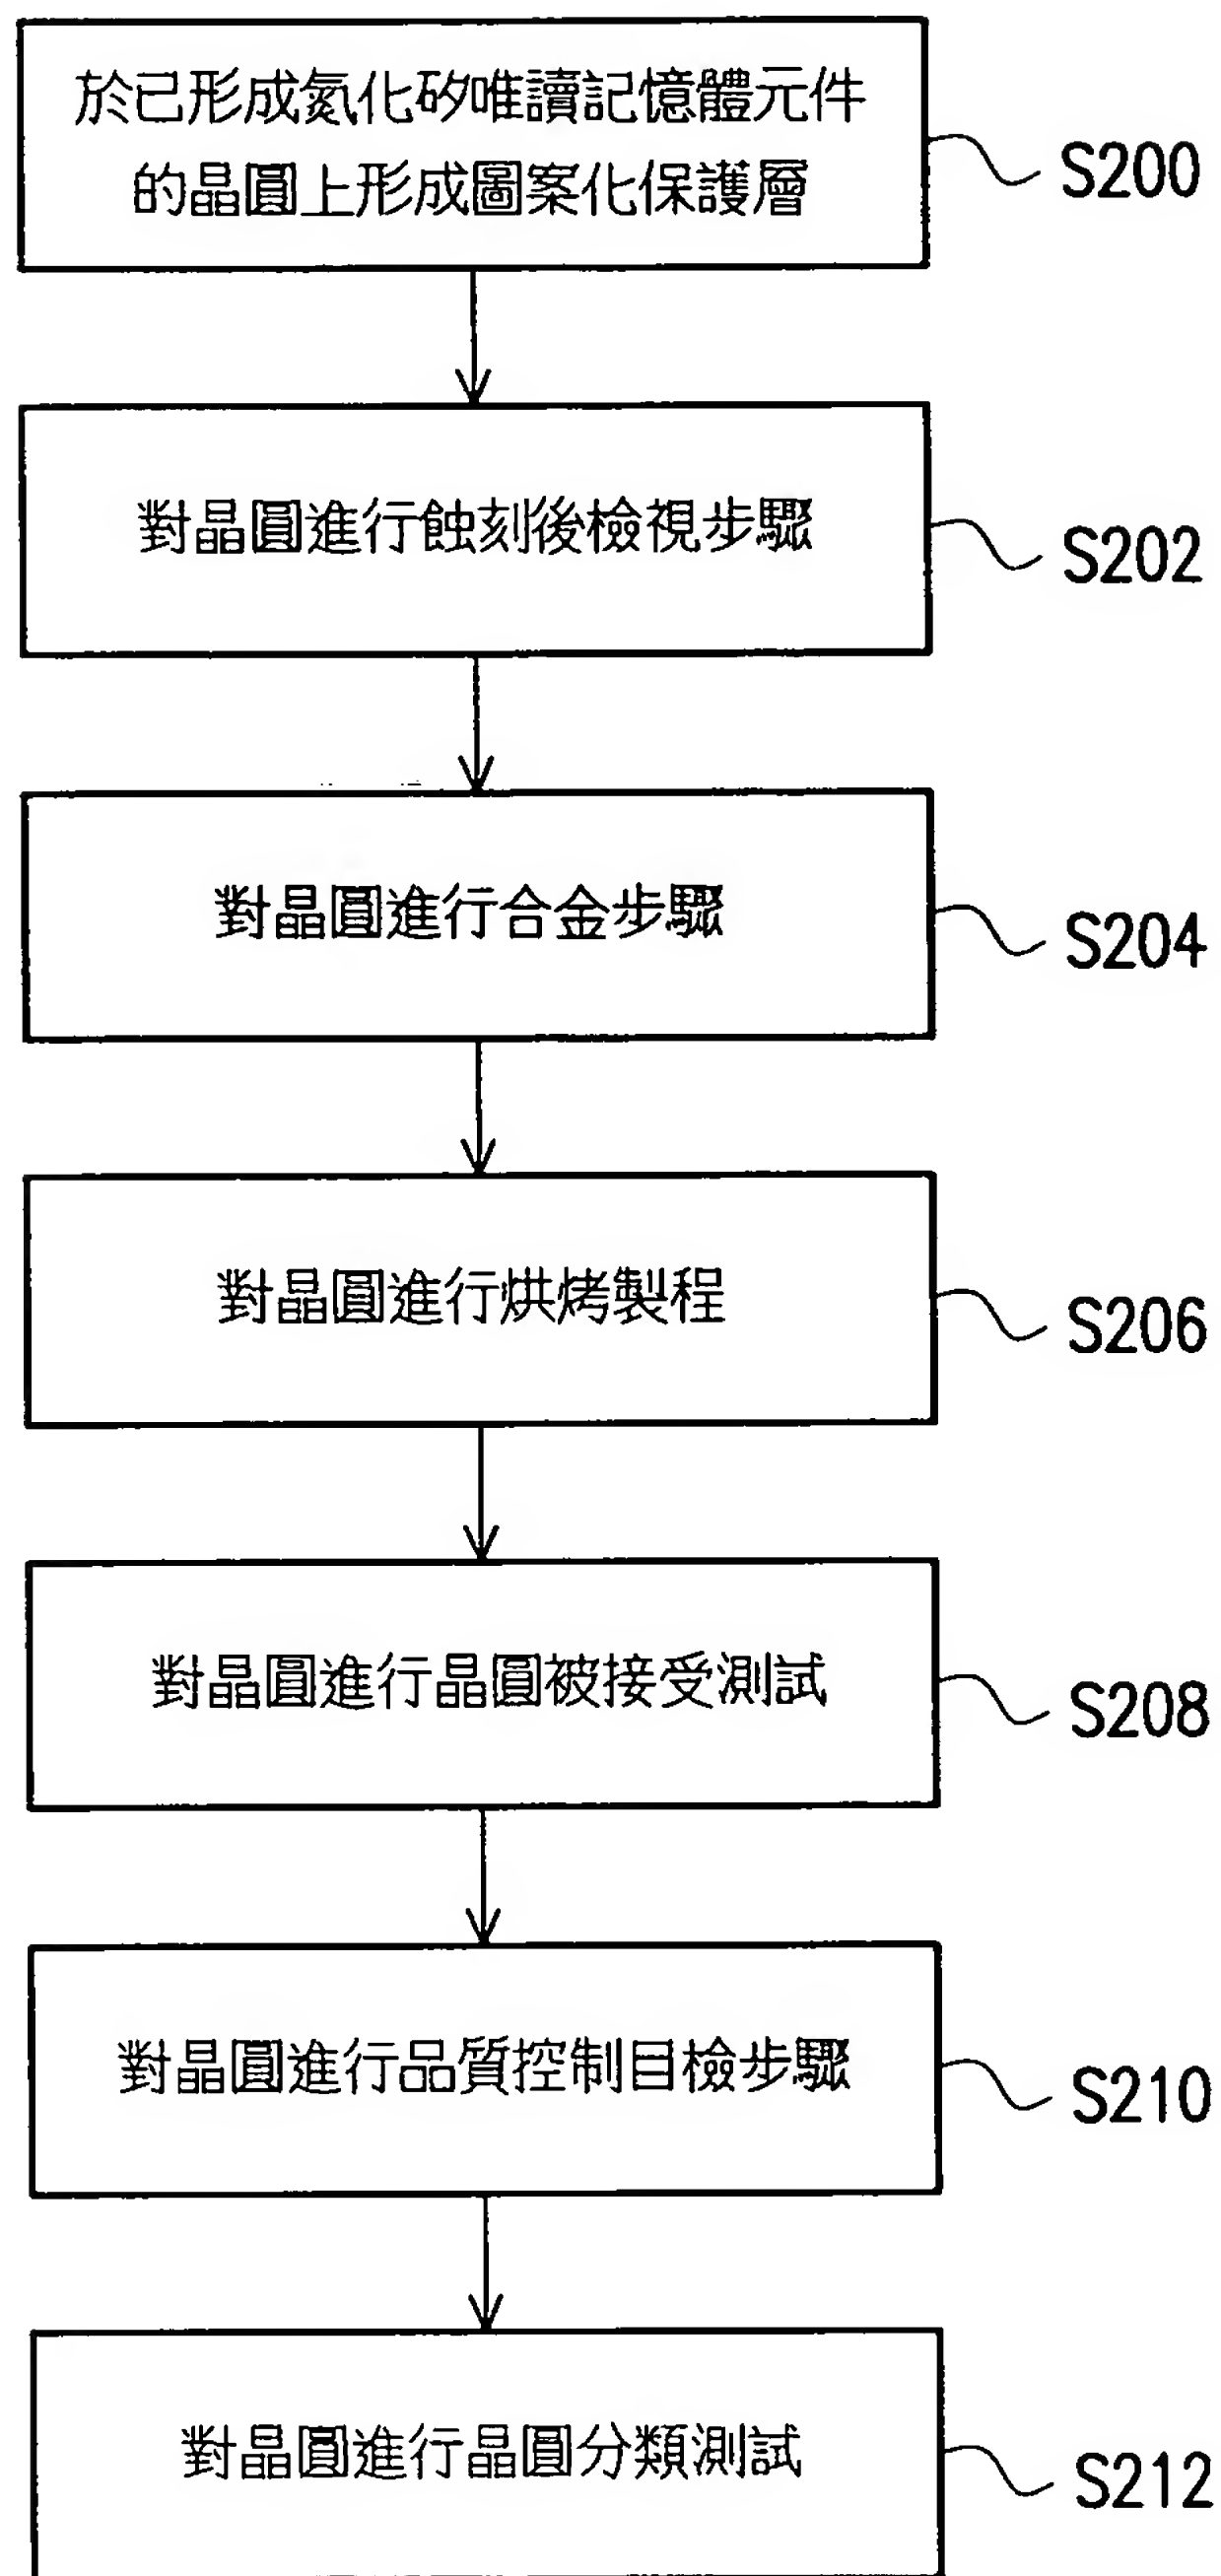 於已形成氮化矽唯讀記憶體元件
的晶圓上形成圖案化保護層
S200
對晶圓進行蝕刻後檢視步驟
S202
對晶圓進行合金步驟
S204
對晶圓進行烘烤製程
S206
對晶圓進行晶圓被接受測試
S208
對晶圓進行品質控制目檢步驟
S210
對晶圓進行晶圓分類測試
S212